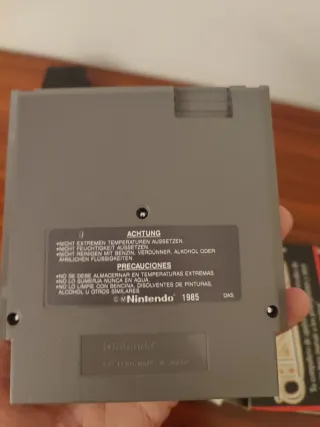 ACHTUNG
•NICHT EXTREMEN TEMPERATUREN AUSSETZEN.
•NICHT FEUCHTIGKEIT AUSSETZEN.
•NICHT REINIGEN MIT BENZIN, VERDÜNNER, ALKOHOL ODER
ÄHNLICHEN FLÜSSIGKEITEN.
PRECAUCIONES
•NO SE DEBE ALMACERNAR EN TEMPERATURAS EXTREMAS
•NO LO SUMERJA NUNCA EN AGUA
•NO LO LIMPIE CON BENCINA, DISOLVENTES DE PINTURAS,
ALCOHOL U OTROS SIMILARES
© Nintendo 1985
Nintendo